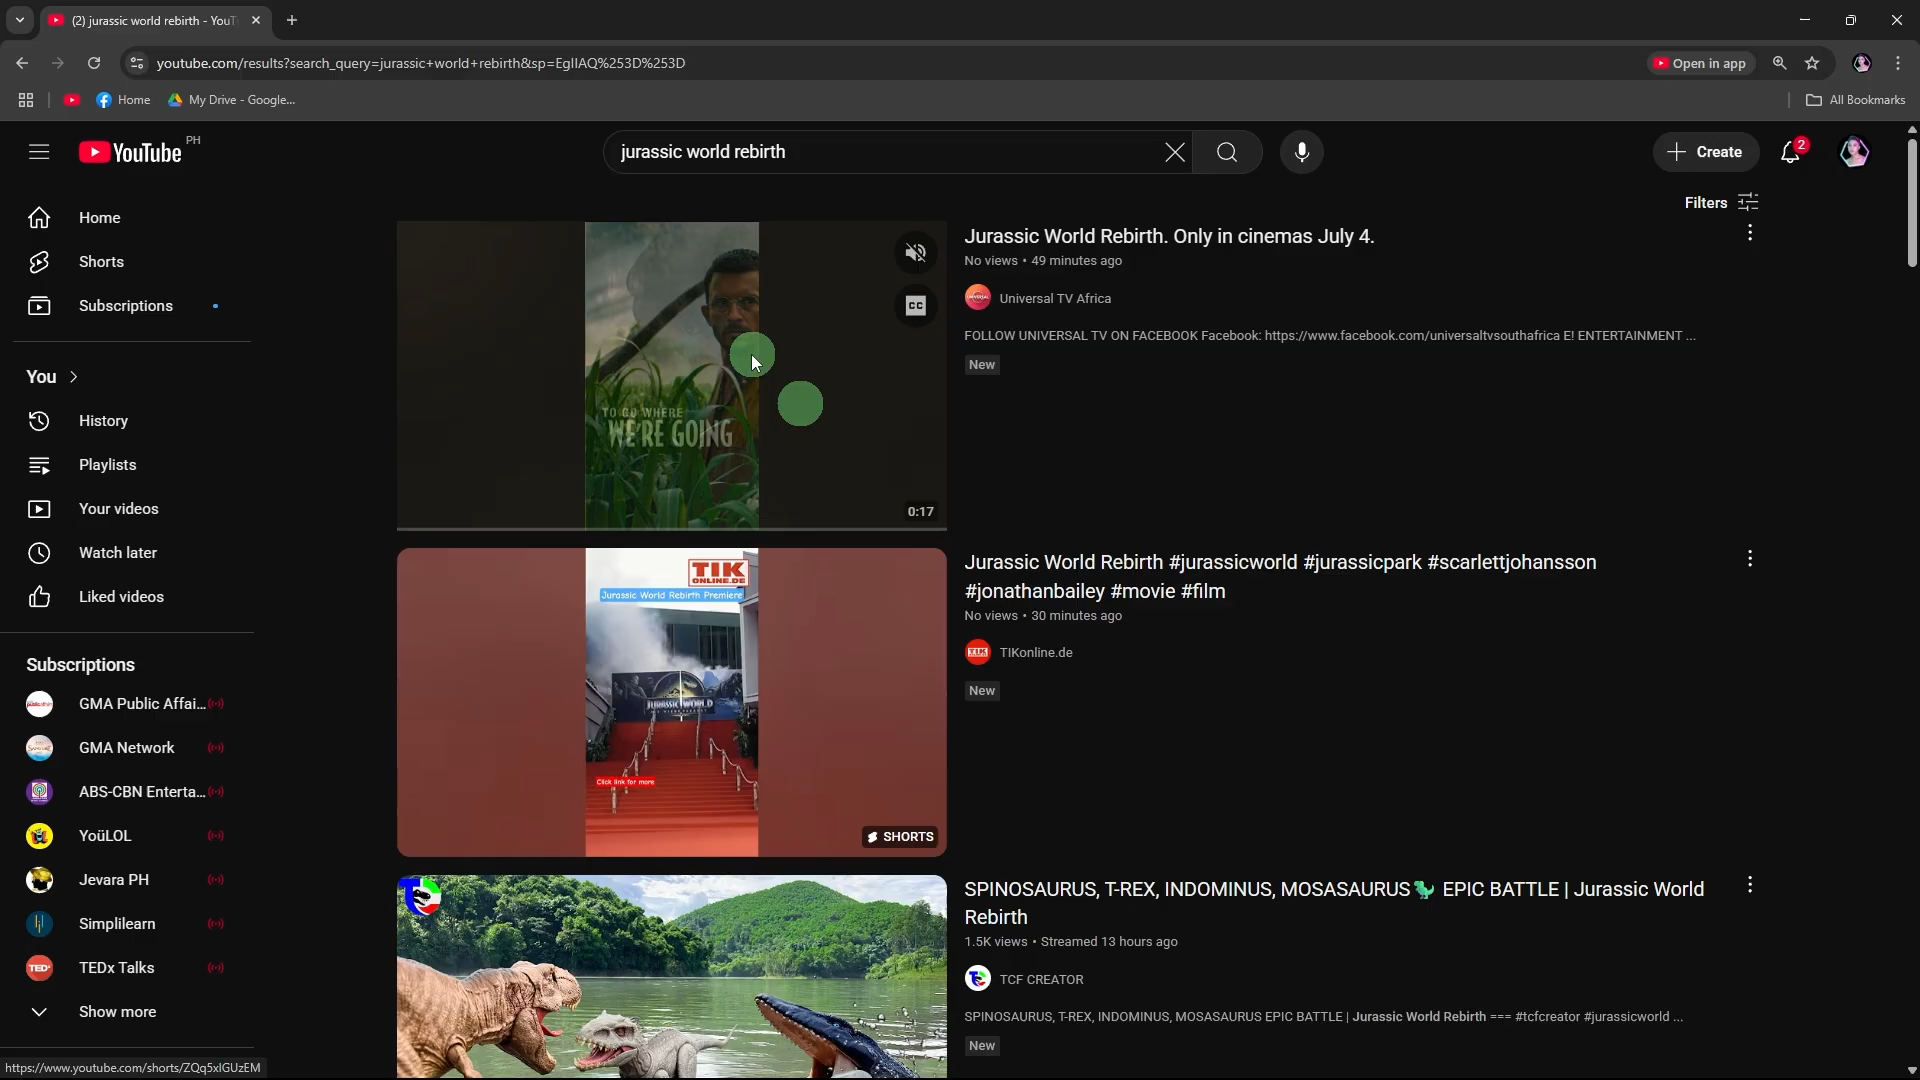 (2) jurassic world rebirth - YouT
youtube.com/results?search_query=jurassic+world+rebirth&sp=EgIIAQ%253D%253D
Open in app
Home
My Drive - Google...
All Bookmarks
YouTube PH
jurassic world rebirth
Create
2
Filters
Home
Shorts
Subscriptions
You
History
Playlists
Your videos
Watch later
Liked videos
Subscriptions
GMA Public Affai...
GMA Network
ABS-CBN Enterta...
YoüLOL
Jevara PH
Simplilearn
TEDx Talks
Show more
https://www.youtube.com/shorts/ZQq5xIGUzEM
CC
TO GO WHERE
WE'RE GOING
0:17
Jurassic World Rebirth. Only in cinemas July 4.
No views • 49 minutes ago
Universal TV Africa
FOLLOW UNIVERSAL TV ON FACEBOOK Facebook: https://www.facebook.com/universaltvsouthafrica E! ENTERTAINMENT ...
New
TIK
ONLINE.DE
Jurassic World Rebirth Premiere
JURASSIC WORLD
Click link for more
SHORTS
Jurassic World Rebirth #jurassicworld #jurassicpark #scarlettjohansson
#jonathanbailey #movie #film
No views • 30 minutes ago
TIKonline.de
New
SPINOSAURUS, T-REX, INDOMINUS, MOSASAURUS🦖 EPIC BATTLE | Jurassic World
Rebirth
1.5K views • Streamed 13 hours ago
TCF CREATOR
SPINOSAURUS, T-REX, INDOMINUS, MOSASAURUS EPIC BATTLE | Jurassic World Rebirth === #tcfcreator #jurassicworld ...
New